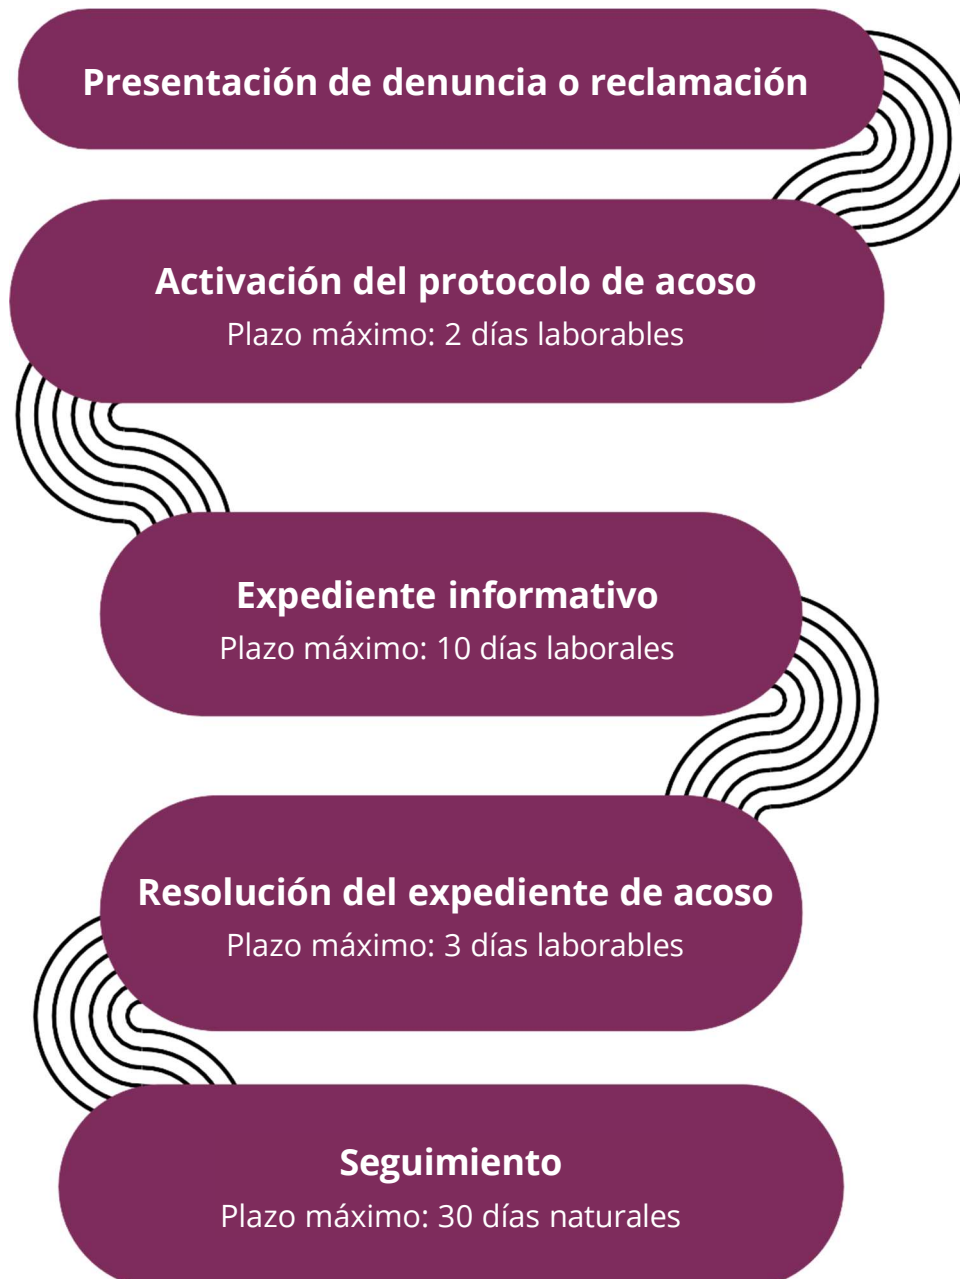 Presentación de denuncia o reclamación
Activación del protocolo de acoso
Plazo máximo: 2 días laborables
Expediente informativo
Plazo máximo: 10 días laborales
Resolución del expediente de acoso
Plazo máximo: 3 días laborables
Seguimiento
Plazo máximo: 30 días naturales